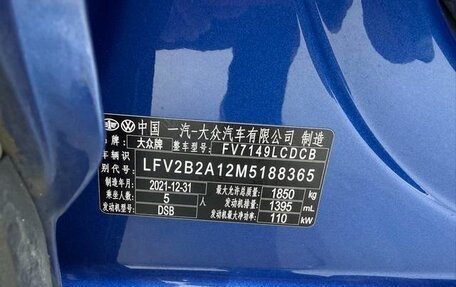 中国 一汽-大众汽车有限公司 制造
大众牌 整车型号: FV7149LCDCB
车辆识别代号: LFV2B2A12M5188365
制造年月: 2021-12-31 最大允许总质量: 1850 kg
乘坐人数: 5 发动机排量: 1395 mL
发动机型号: DSB 发动机最大净功率: 110 kW